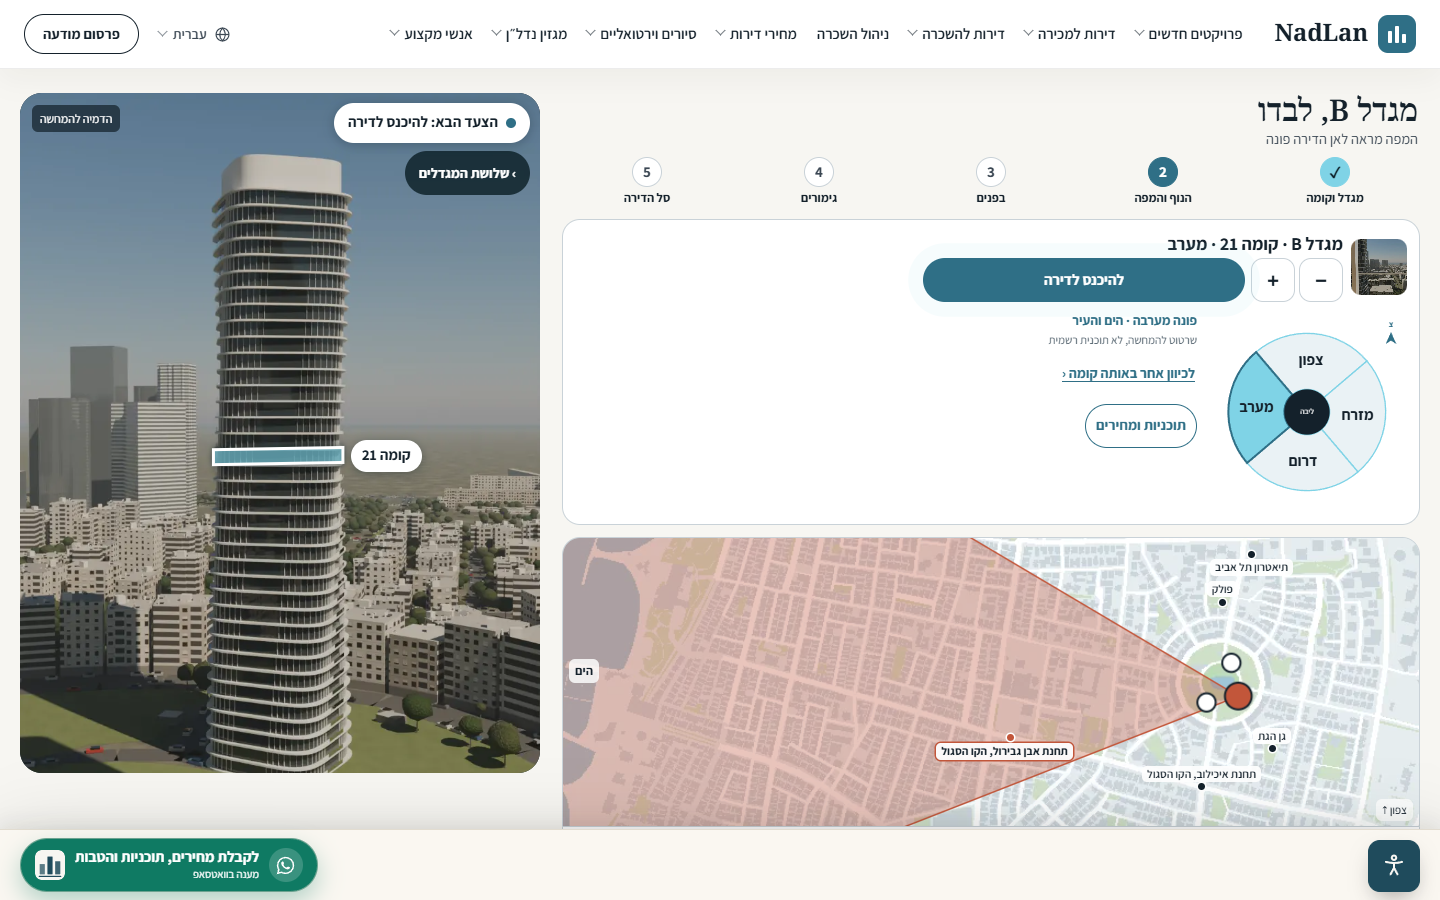 NadLan
פרויקטים חדשים
דירות למכירה
דירות להשכרה
ניהול השכרה
מחירי דירות
סיורים וירטואליים
מגזין נדל״ן
אנשי מקצוע
עברית
פרסום מודעה
מגדל B, לבדו
המפה מראה לאן הדירה פונה
✓ מגדל וקומה
2 הנוף והמפה
3 בפנים
4 גימורים
5 סל הדירה
מגדל B · קומה 21 · מערב
− +
להיכנס לדירה
צ
צפון
מזרח
דרום
מערב
ליבה
פונה מערבה · הים והעיר
שרטוט להמחשה, לא תוכנית רשמית
לכיוון אחר באותה קומה ›
תוכניות ומחירים
תיאטרון תל אביב
פולק
הים
גן הגת
תחנת אבן גבירול, הקו הסגול
תחנת איכילוב, הקו הסגול
צפון ↑
הצעד הבא: להיכנס לדירה
הדמיה להמחשה
› שלושת המגדלים
קומה 21
לקבלת מחירים, תוכניות והטבות
מענה בוואטסאפ